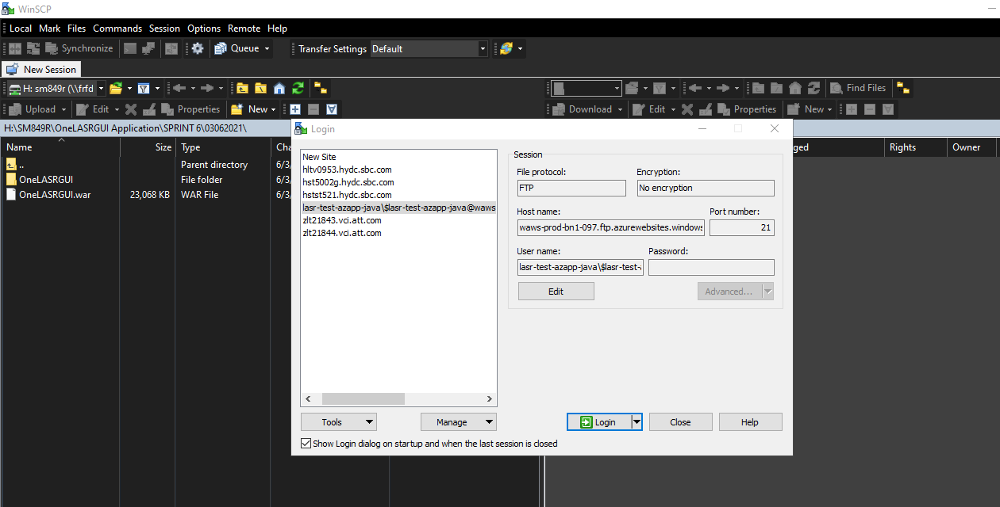 WinSCP
Local Mark Files Commands Session Options Remote Help
Synchronize Queue Transfer Settings Default
New Session
H: sm849r (\\frfd Find Files
Upload Edit Properties New Download Edit Properties New
H:\SM849R\OneLASRGUI Application\SPRINT 6\03062021\
Name Size Type Cha ged Rights Owner
.. Parent directory 6/3/
OneLASRGUI File folder 6/3/
OneLASRGUI.war 23,068 KB WAR File 6/3/
Login
New Site
hltv0953.hydc.sbc.com
hst5002g.hydc.sbc.com
hstst521.hydc.sbc.com
lasr-test-azapp-java\$lasr-test-azapp-java@waws
zlt21843.vci.att.com
zlt21844.vci.att.com
Session
File protocol: Encryption:
FTP No encryption
Host name: Port number:
waws-prod-bn1-097.ftp.azurewebsites.windows 21
User name: Password:
lasr-test-azapp-java\$lasr-test-
Edit Advanced...
Tools Manage Login Close Help
Show Login dialog on startup and when the last session is closed